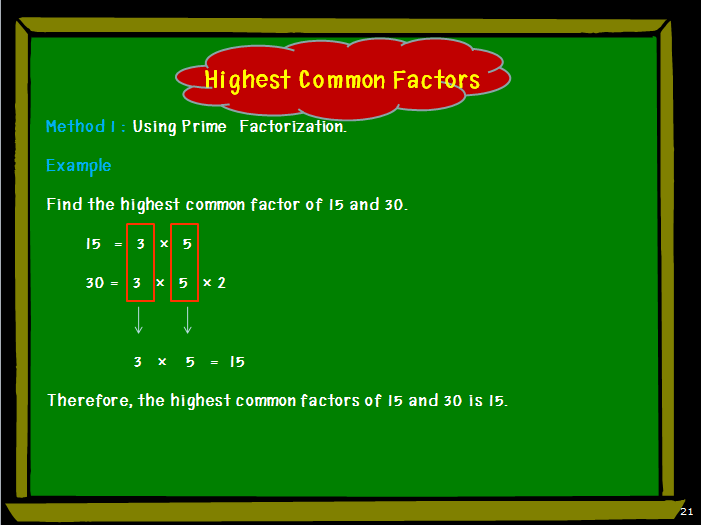 Highest Common Factors
Method 1 : Using Prime Factorization.
Example
Find the highest common factor of 15 and 30.
15 = 3 × 5
30 = 3 × 5 × 2
3 × 5 = 15
Therefore, the highest common factors of 15 and 30 is 15.
21